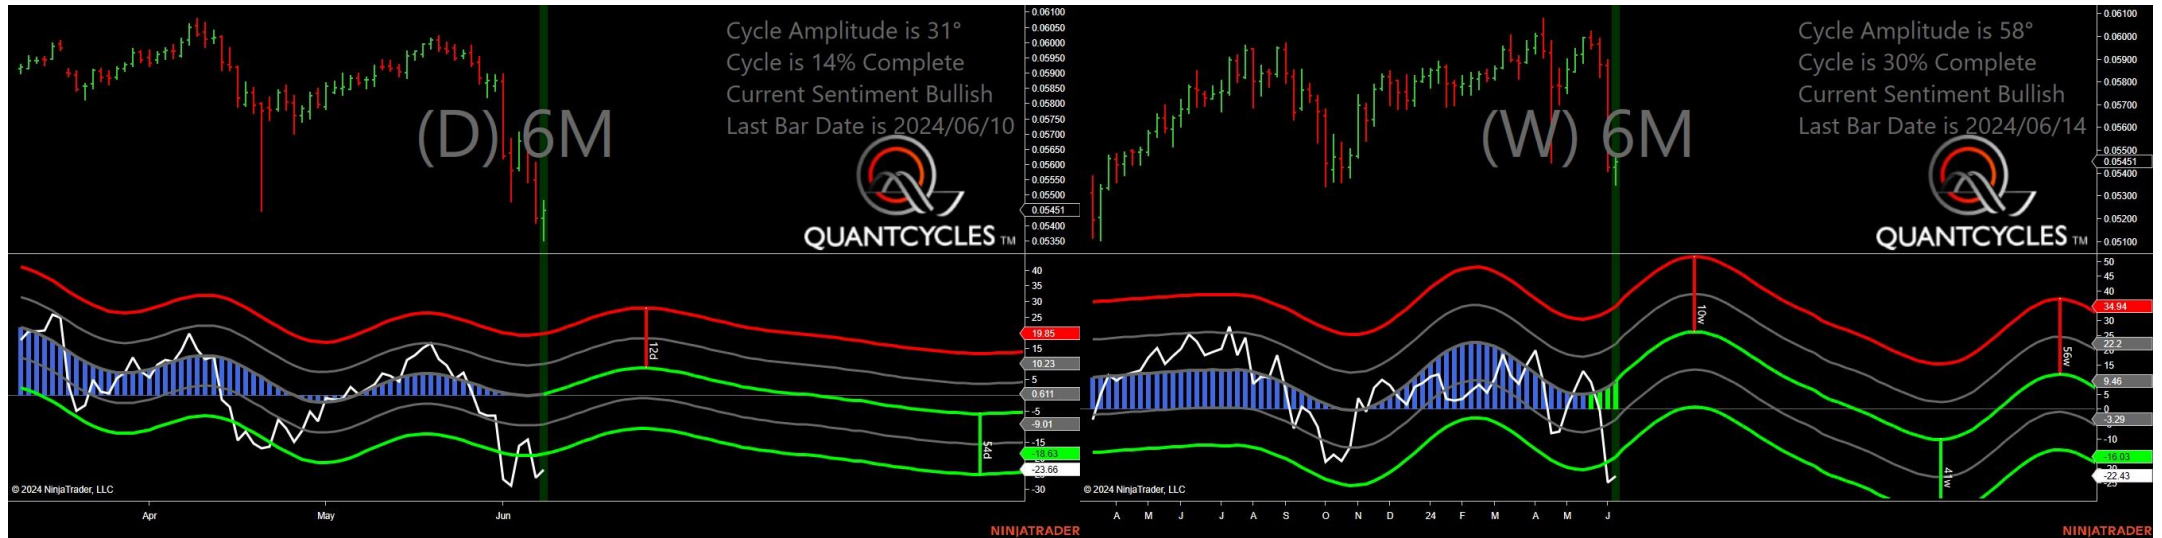 Cycle Amplitude is 31°
Cycle is 14% Complete
Current Sentiment Bullish
Last Bar Date is 2024/06/10
(D) 6M
QUANTCYCLES TM
0.06100
0.06050
0.06000
0.05950
0.05900
0.05850
0.05800
0.05750
0.05700
0.05650
0.05600
0.05550
0.05500
0.05451
0.05400
0.05350
40
35
30
25
19.85
15
10.23
5
0.611
-5
-9.01
-15
-18.63
-23.66
-30
12d
54d
© 2024 NinjaTrader, LLC
Apr
May
Jun
NINJATRADER
Cycle Amplitude is 58°
Cycle is 30% Complete
Current Sentiment Bullish
Last Bar Date is 2024/06/14
(W) 6M
QUANTCYCLES TM
0.06100
0.06000
0.05900
0.05800
0.05700
0.05600
0.05500
0.05451
0.05400
0.05300
0.05200
0.05100
50
45
40
34.94
30
25
22.2
20
15
9.46
5
0
-3.29
-10
-16.03
-22.43
10w
41w
56w
© 2024 NinjaTrader, LLC
A M J J A S O N D 24 F M A M J
NINJATRADER